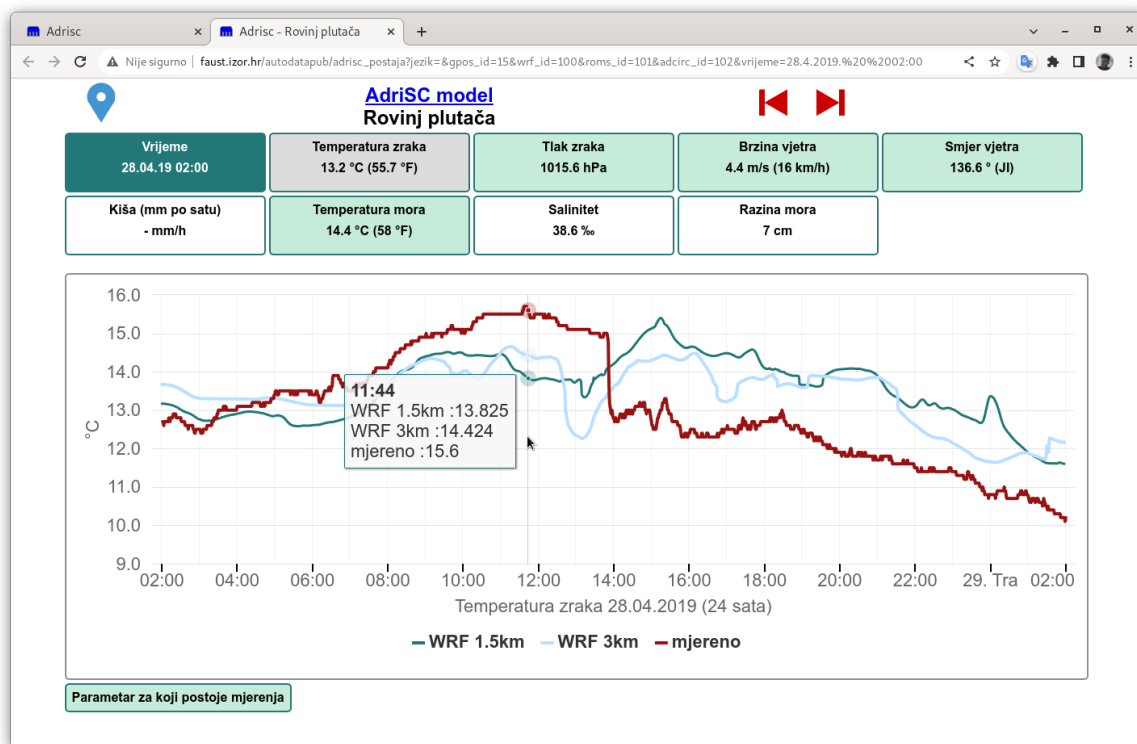 Adrisc
Adrisc - Rovinj plutača
Nije sigurno | faust.izor.hr/autodatapub/adrisc_postaja?jezik=&gpos_id=15&wrf_id=100&roms_id=101&adcirc_id=102&vrijeme=28.4.2019.%20%2002:00
AdriSC model
Rovinj plutača
Vrijeme
28.04.19 02:00
Temperatura zraka
13.2 °C (55.7 °F)
Tlak zraka
1015.6 hPa
Brzina vjetra
4.4 m/s (16 km/h)
Smjer vjetra
136.6 ° (JI)
Kiša (mm po satu)
- mm/h
Temperatura mora
14.4 °C (58 °F)
Salinitet
38.6 ‰
Razina mora
7 cm
16.0
15.0
14.0
13.0
12.0
11.0
10.0
9.0
°C
11:44
WRF 1.5km :13.825
WRF 3km :14.424
mjereno :15.6
02:00 04:00 06:00 08:00 10:00 12:00 14:00 16:00 18:00 20:00 22:00 29. Tra 02:00
Temperatura zraka 28.04.2019 (24 sata)
WRF 1.5km WRF 3km mjereno
Parametar za koji postoje mjerenja